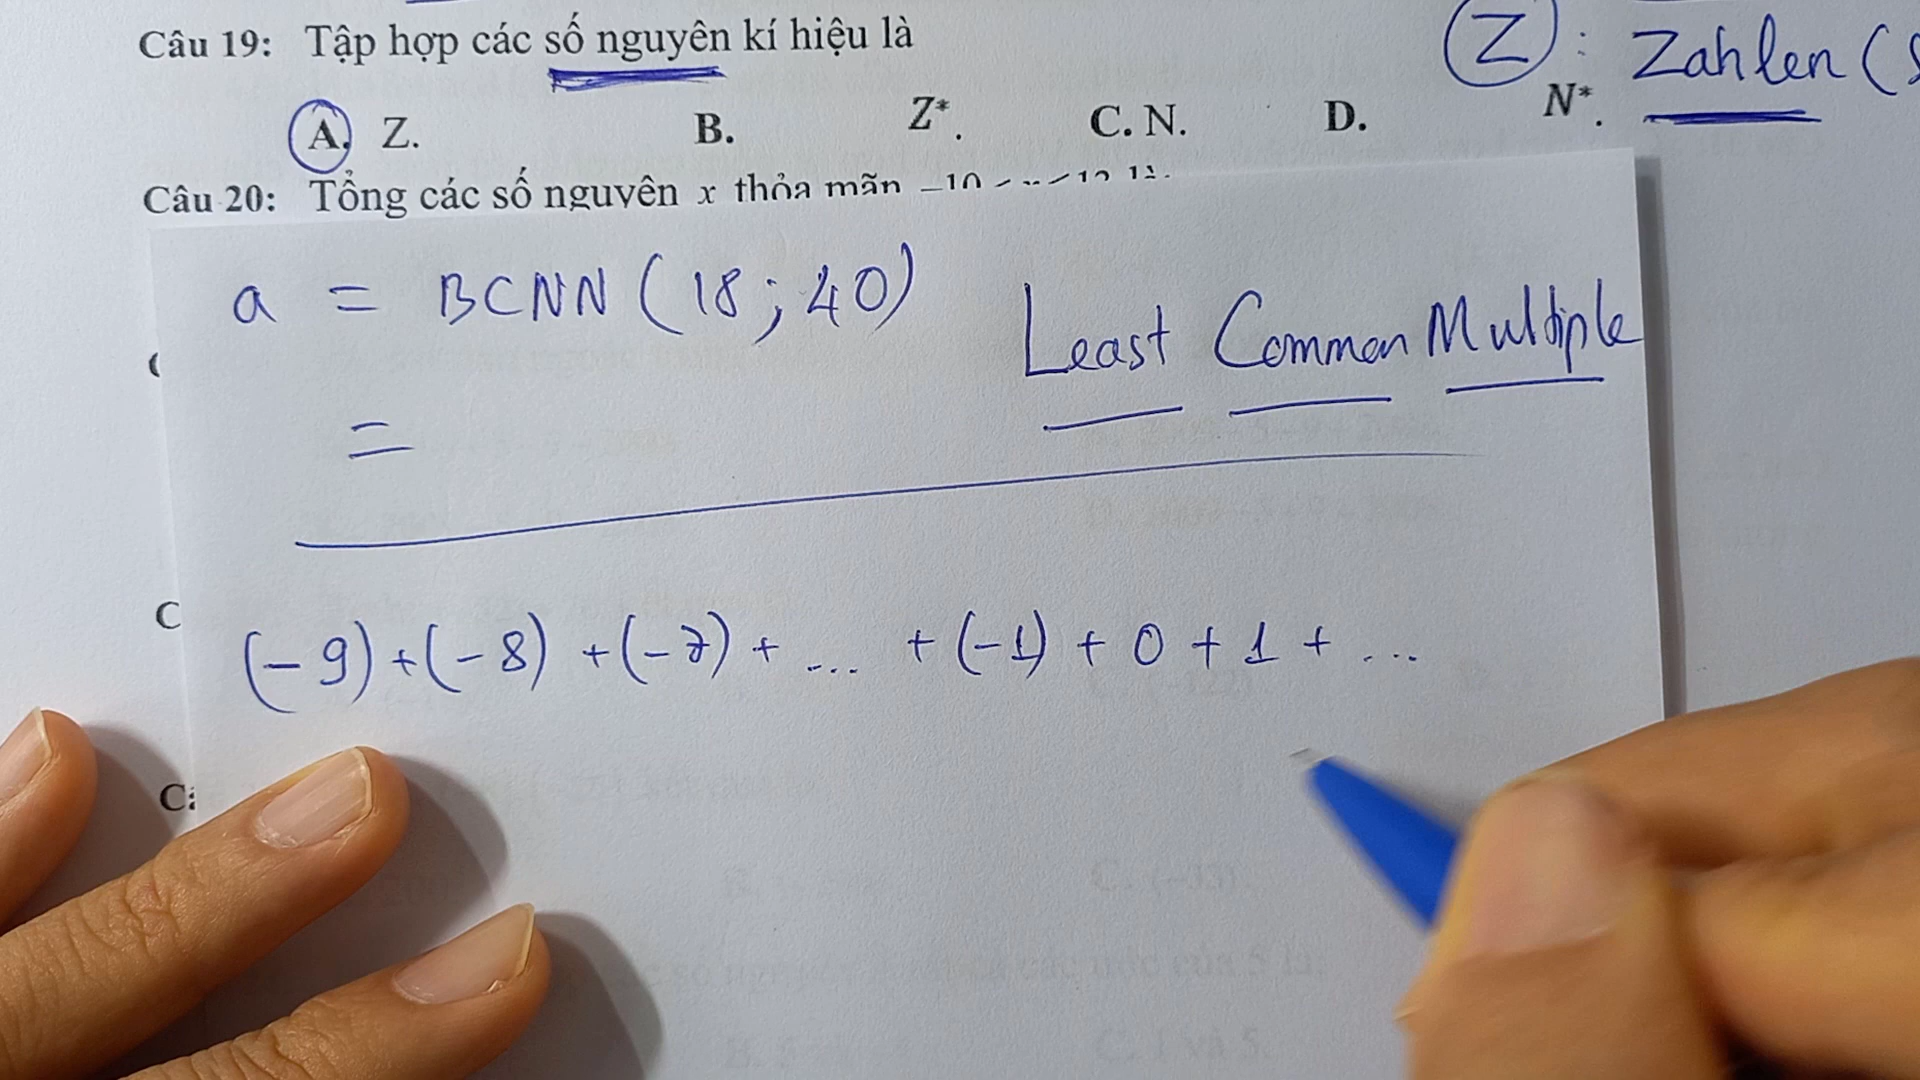 Câu 19: Tập hợp các số nguyên kí hiệu là
Z : Zahlen (
A. Z. B. Z*. C. N. D. N*.
Câu 20: Tổng các số nguyên x thỏa mãn
a = BCNN (18 ; 40)
Least Common Multiple
=
(-9) + (-8) + (-7) + ... + (-1) + 0 + 1 + ...